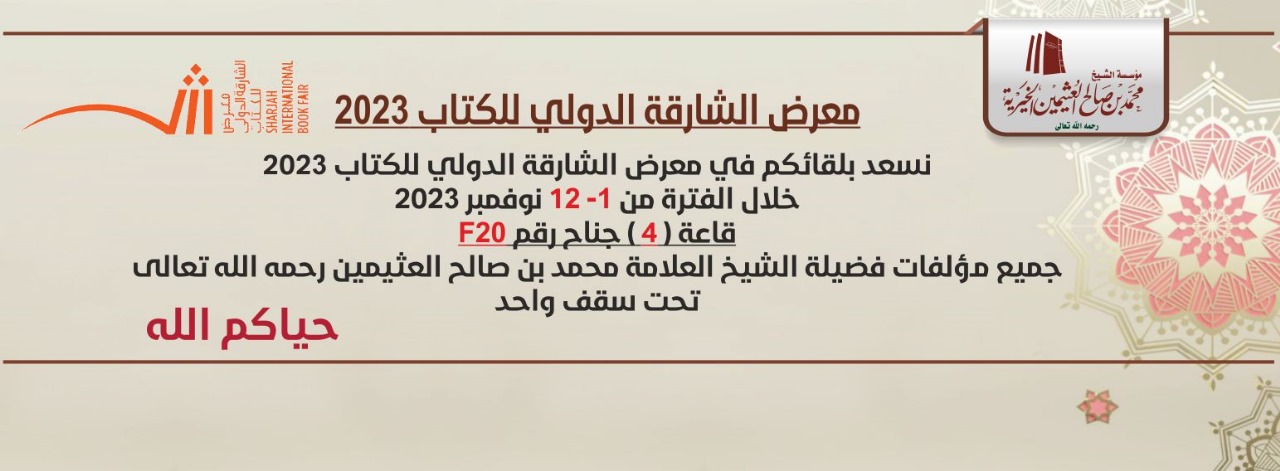 مؤسسة الشيخ
محمد بن صالح العثيمين الخيرية
رحمه الله تعالى
معرض
الشارقة الدولي
للكتاب
SHARJAH
INTERNATIONAL
BOOK FAIR
معرض الشارقة الدولي للكتاب 2023
نسعد بلقائكم في معرض الشارقة الدولي للكتاب 2023
خلال الفترة من 1- 12 نوفمبر 2023
قاعة ( 4 ) جناح رقم F20
جميع مؤلفات فضيلة الشيخ العلامة محمد بن صالح العثيمين رحمه الله تعالى
تحت سقف واحد
حياكم الله